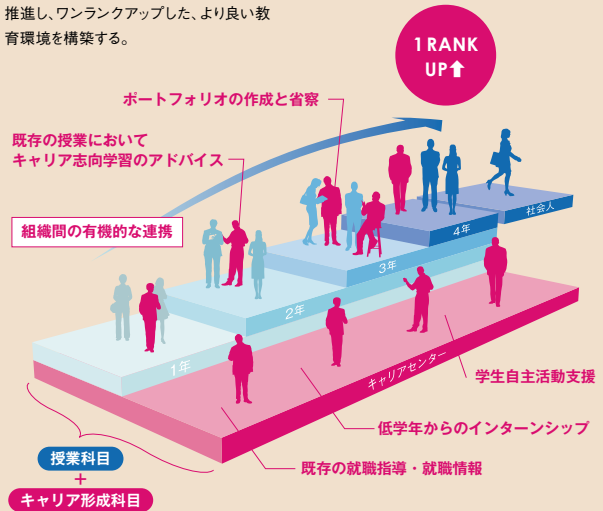 推進し、ワンランクアップした、より良い教
育環境を構築する。
1 RANK
UP⬆
ポートフォリオの作成と省察
既存の授業において
キャリア志向学習のアドバイス
組織間の有機的な連携
社会人
4年
3年
2年
1年
キャリアセンター
学生自主活動支援
低学年からのインターンシップ
既存の就職指導・就職情報
授業科目
+
キャリア形成科目